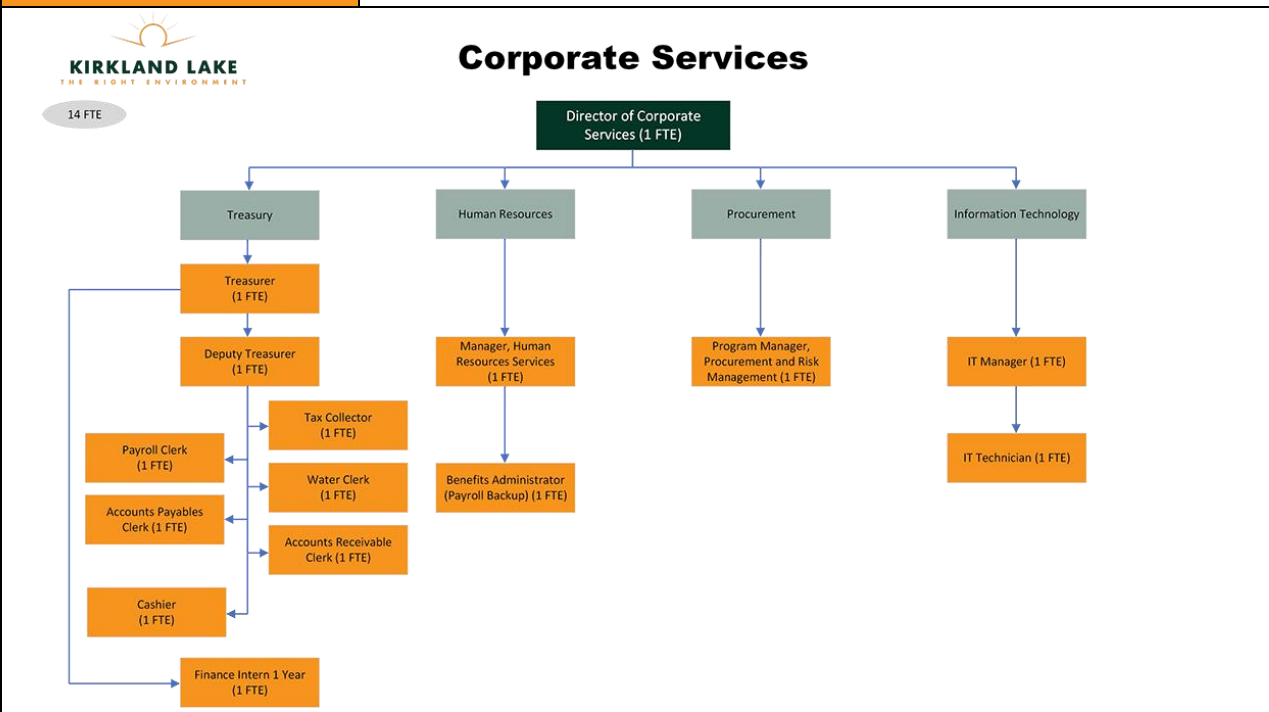 KIRKLAND LAKE
THE RIGHT ENVIRONMENT
Corporate Services
14 FTE
Director of Corporate
Services (1 FTE)
Treasury
Human Resources
Procurement
Information Technology
Treasurer
(1 FTE)
Deputy Treasurer
(1 FTE)
Manager, Human
Resources Services
(1 FTE)
Program Manager,
Procurement and Risk
Management (1 FTE)
IT Manager (1 FTE)
Tax Collector
(1 FTE)
Payroll Clerk
(1 FTE)
Water Clerk
(1 FTE)
Accounts Payables
Clerk (1 FTE)
Accounts Receivable
Clerk (1 FTE)
Cashier
(1 FTE)
Finance Intern 1 Year
(1 FTE)
Benefits Administrator
(Payroll Backup) (1 FTE)
IT Technician (1 FTE)